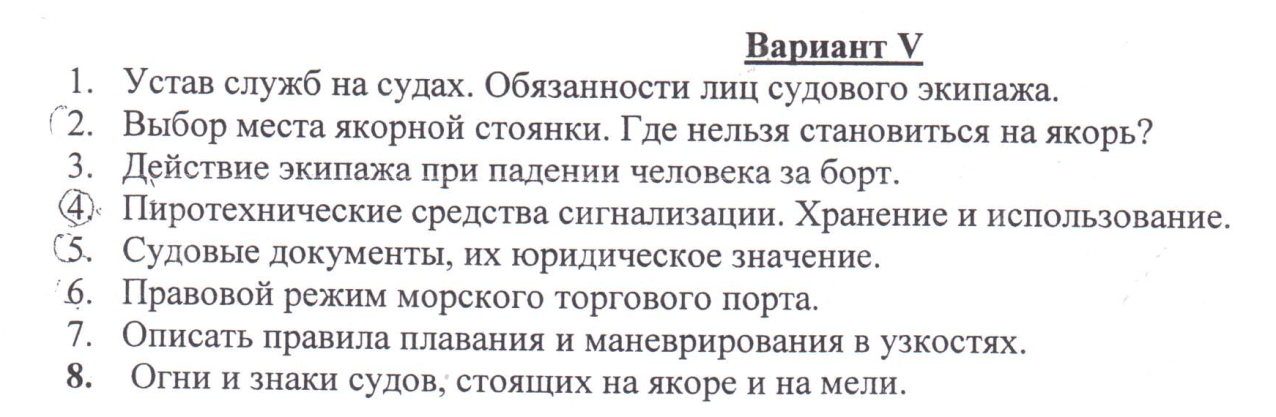 Вариант V
1. Устав служб на судах. Обязанности лиц судового экипажа.
2. Выбор места якорной стоянки. Где нельзя становиться на якорь?
3. Действие экипажа при падении человека за борт.
4. Пиротехнические средства сигнализации. Хранение и использование.
5. Судовые документы, их юридическое значение.
6. Правовой режим морского торгового порта.
7. Описать правила плавания и маневрирования в узкостях.
8. Огни и знаки судов, стоящих на якоре и на мели.